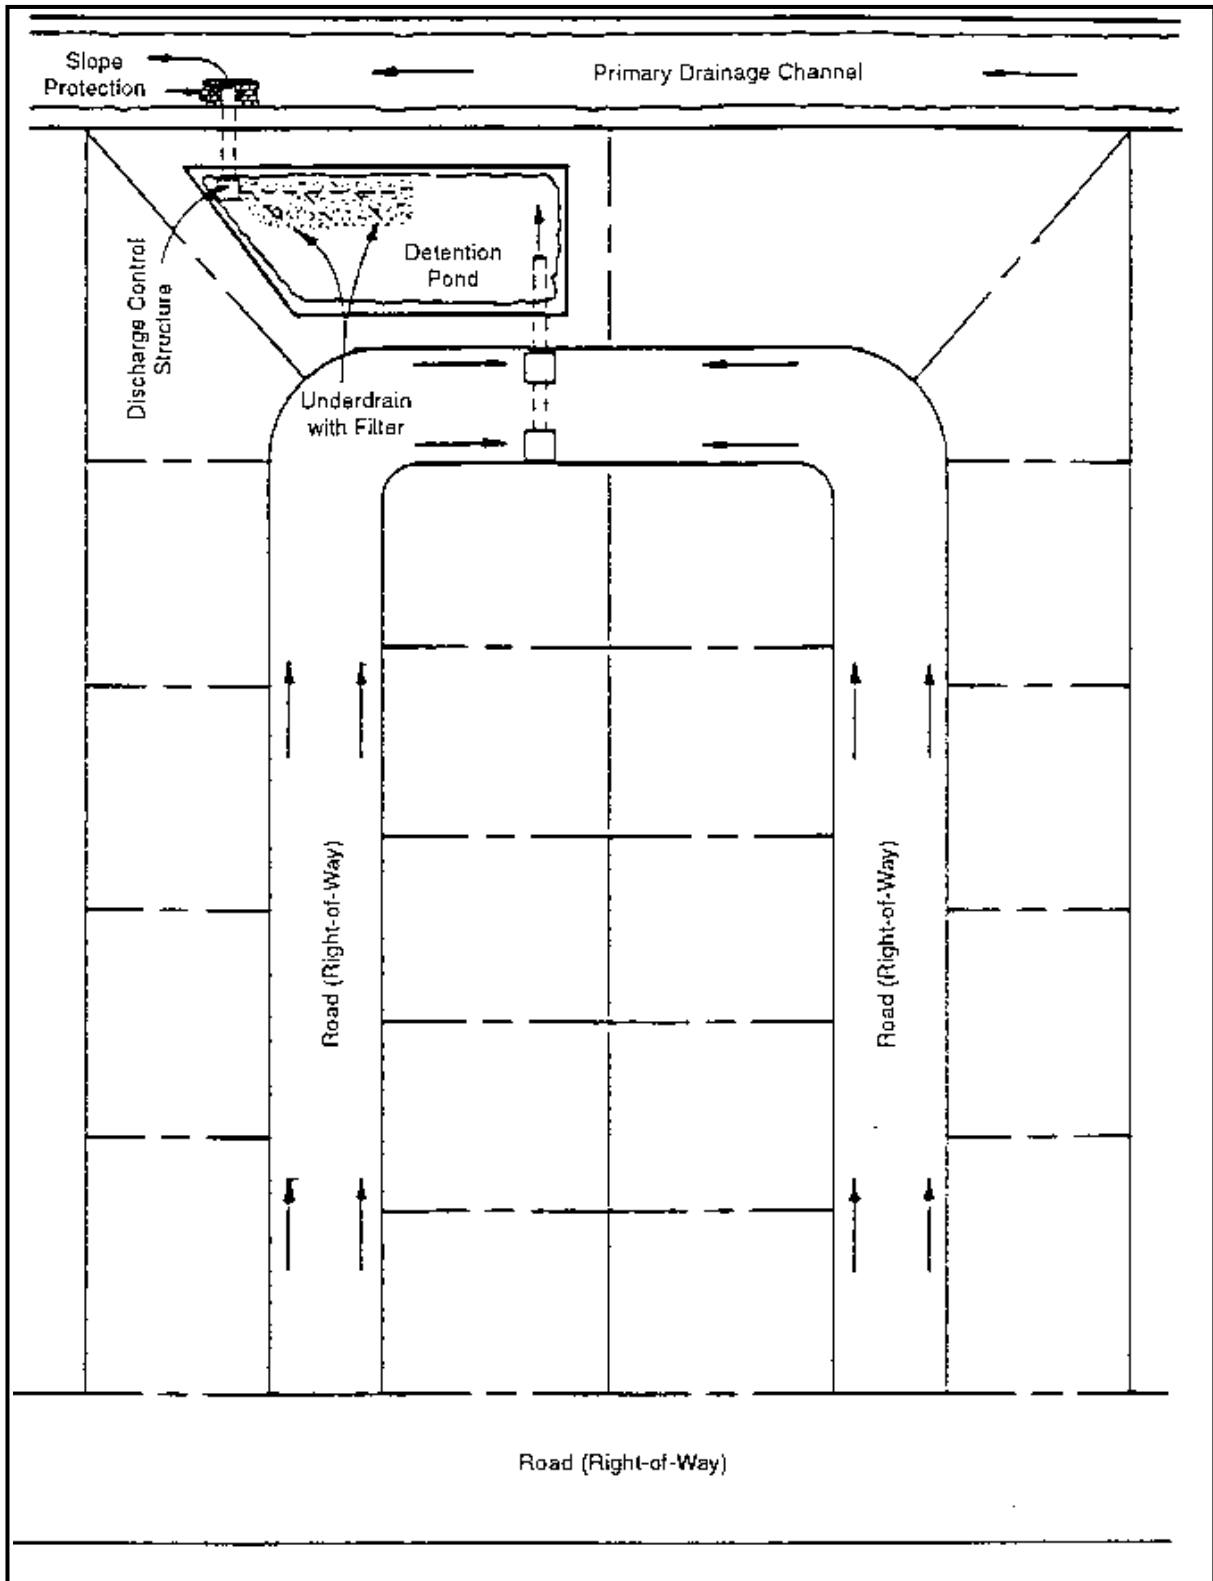 Slope
Protection
Primary Drainage Channel
Detention
Pond
Discharge Control
Structure
Underdrain
with Filter
Road (Right-of-Way)
Road (Right-of-Way)
Road (Right-of-Way)